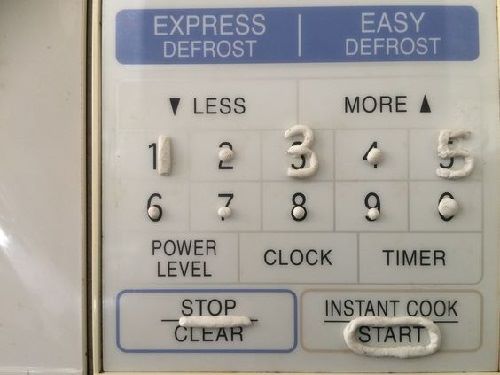 EXPRESS EASY
DEFROST DEFROST
▼ LESS MORE ▲
1 2 3 4 5
6 7 8 9 0
POWER
LEVEL CLOCK TIMER
STOP INSTANT COOK
CLEAR START